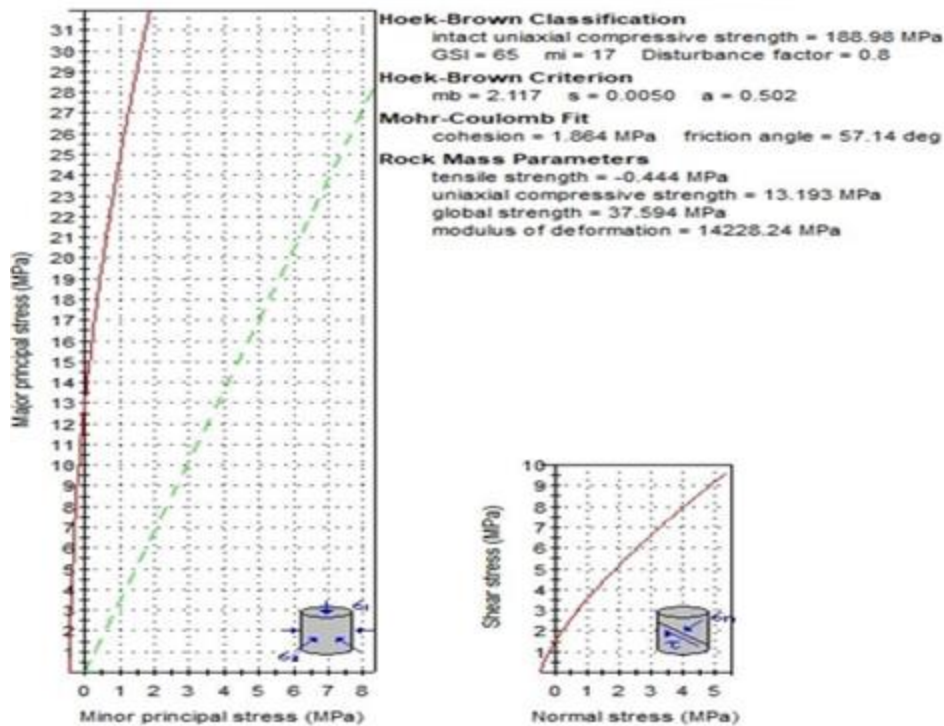 Hoek-Brown Classification
intact uniaxial compressive strength = 188.98 MPa
GSI = 65 mi = 17 Disturbance factor = 0.8
Hoek-Brown Criterion
mb = 2.117 s = 0.0050 a = 0.502
Mohr-Coulomb Fit
cohesion = 1.864 MPa friction angle = 57.14 deg
Rock Mass Parameters
tensile strength = -0.444 MPa
uniaxial compressive strength = 13.193 MPa
global strength = 37.594 MPa
modulus of deformation = 14228.24 MPa
Major principal stress (MPa)
31
30
29
28
27
26
25
24
23
22
21
20
19
18
17
16
15
14
13
12
11
10
9
8
7
6
5
4
3
2
1
0 1 2 3 4 5 6 7 8
Minor principal stress (MPa)
Shear stress (MPa)
10
9
8
7
6
5
4
3
2
1
0 1 2 3 4 5
Normal stress (MPa)